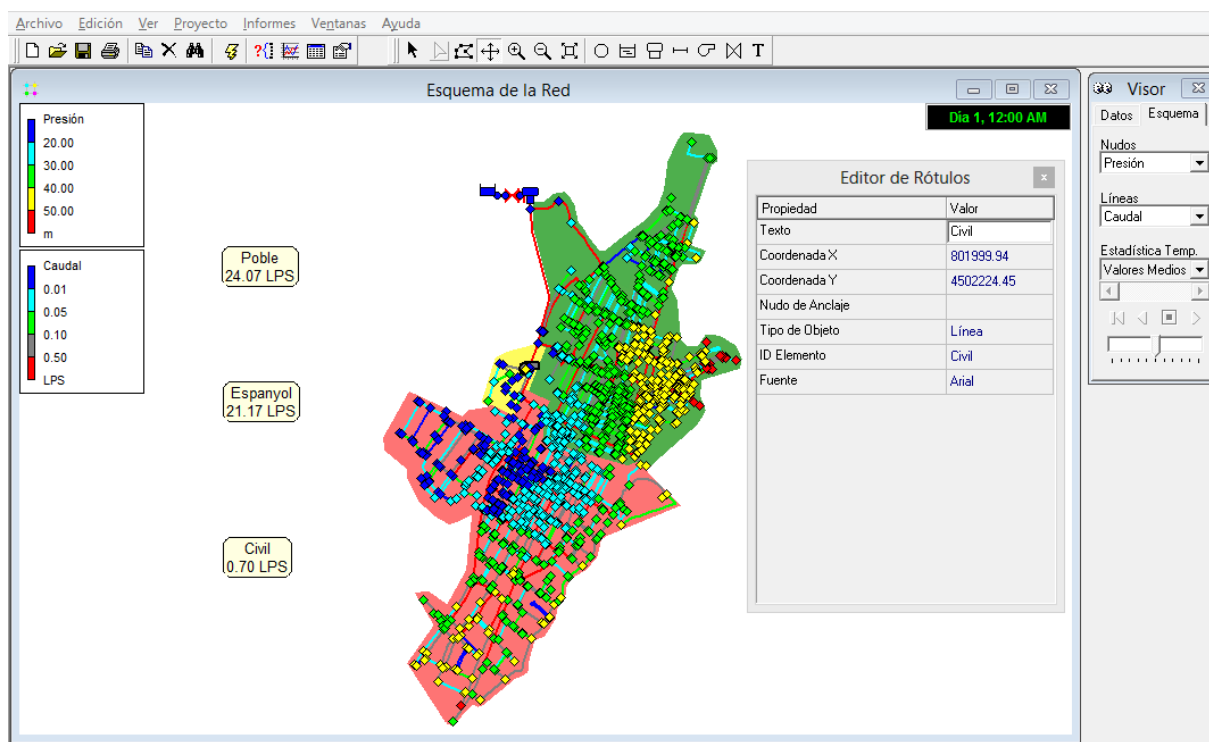 Archivo Edición Ver Proyecto Informes Ventanas Ayuda
T
Esquema de la Red
Día 1, 12:00 AM
Presión
20.00
30.00
40.00
50.00
m
Caudal
0.01
0.05
0.10
0.50
LPS
Poble
24.07 LPS
Espanyol
21.17 LPS
Civil
0.70 LPS
Editor de Rótulos
x
Propiedad Valor
Texto Civil
Coordenada X 801999.94
Coordenada Y 4502224.45
Nudo de Anclaje
Tipo de Objeto Línea
ID Elemento Civil
Fuente Arial
Visor
Datos Esquema
Nudos
Presión
Líneas
Caudal
Estadística Temp.
Valores Medios